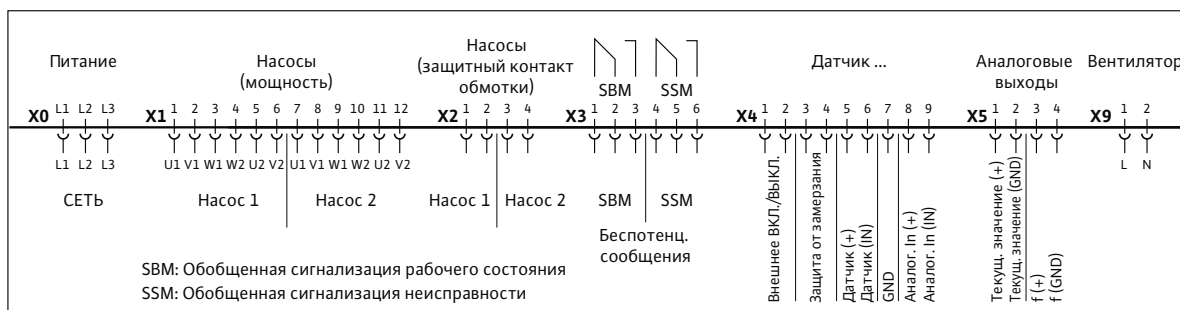 Питание
Насосы
(мощность)
Насосы
(защитный контакт
обмотки)
SBM SSM
Датчик ...
Аналоговые
выходы
Вентилятор
X0 L1 L2 L3 X1 1 2 3 4 5 6 7 8 9 10 11 12 X2 1 2 3 4 X3 1 2 3 4 5 6 X4 1 2 3 4 5 6 7 8 9 X5 1 2 3 4 X9 1 2
L1 L2 L3 U1 V1 W1 W2 U2 V2 U1 V1 W1 W2 U2 V2 L N
СЕТЬ Насос 1 Насос 2 Насос 1 Насос 2 SBM SSM
Беспотенц.
сообщения
Внешнее ВКЛ./ВЫКЛ.
Защита от замерзания
Датчик (+)
Датчик (IN)
GND
Аналог. In (+)
Аналог. In (IN)
Текущ. значение (+)
Текущ. значение (GND)
f (+)
f (GND)
SBM: Обобщенная сигнализация рабочего состояния
SSM: Обобщенная сигнализация неисправности